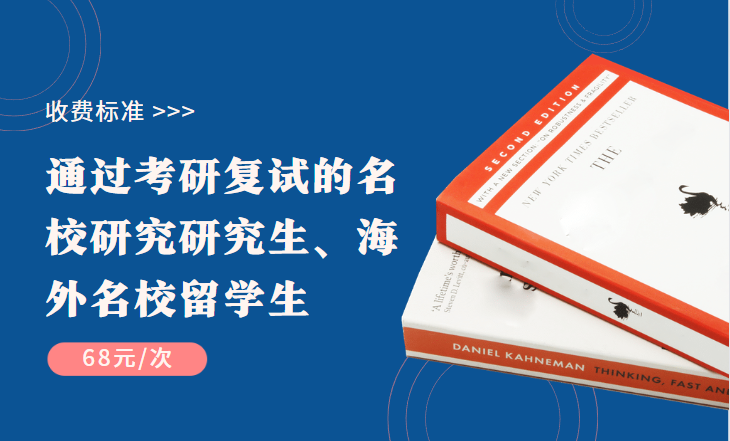 收费标准 >>>
通过考研复试的名
校研究研究生、海
外名校留学生
68元/次
SECOND EDITION
WITH A NEW SECTION: "ON ROBUSTNESS & FRAGILITY"
NEW YORK TIMES BESTSELLER
THE
'A lifetime's worth
Steven D. Levitt, co-
DANIEL KAHNEMAN THINKING, FAST AN